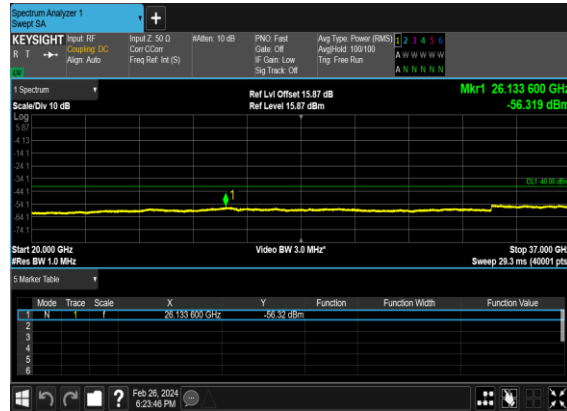 Spectrum Analyzer 1
Swept SA
KEYSIGHT Input: RF Input Z: 50 Ω #Atten: 10 dB PNO: Fast Avg Type: Power (RMS) 1 2 3 4 5 6
R T Coupling: DC Corr CCorr Gate: Off Avg|Hold: 100/100 A W W W W W
Align: Auto Freq Ref: Int (S) IF Gain: Low Trig: Free Run
LW Sig Track: Off A N N N N N
1 Spectrum Ref Lvl Offset 15.87 dB Mkr1 26.133 600 GHz
Scale/Div 10 dB Ref Level 15.87 dBm -56.319 dBm
Log
5.87
-4.13
-14.1
-24.1
-34.1
DL1 -40.00 dBm
-44.1
1
-54.1
-64.1
-74.1
Start 20.000 GHz Video BW 3.0 MHz* Stop 37.000 GHz
#Res BW 1.0 MHz Sweep 29.3 ms (40001 pts)
5 Marker Table
Mode Trace Scale X Y Function Function Width Function Value
1 N 1 f 26.133 600 GHz -56.32 dBm
2
3
4
5
6
? Feb 26, 2024
6:23:46 PM